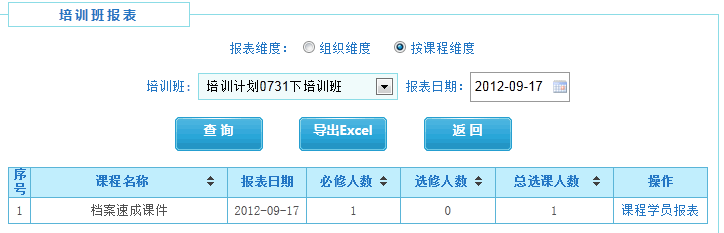 培训班报表
报表维度： 组织维度 按课程维度
培训班： 培训计划0731下培训班 报表日期： 2012-09-17
查 询 导出Excel 返 回
序号 课程名称 报表日期 必修人数 选修人数 总选课人数 操作
1 档案速成课件 2012-09-17 1 0 1 课程学员报表